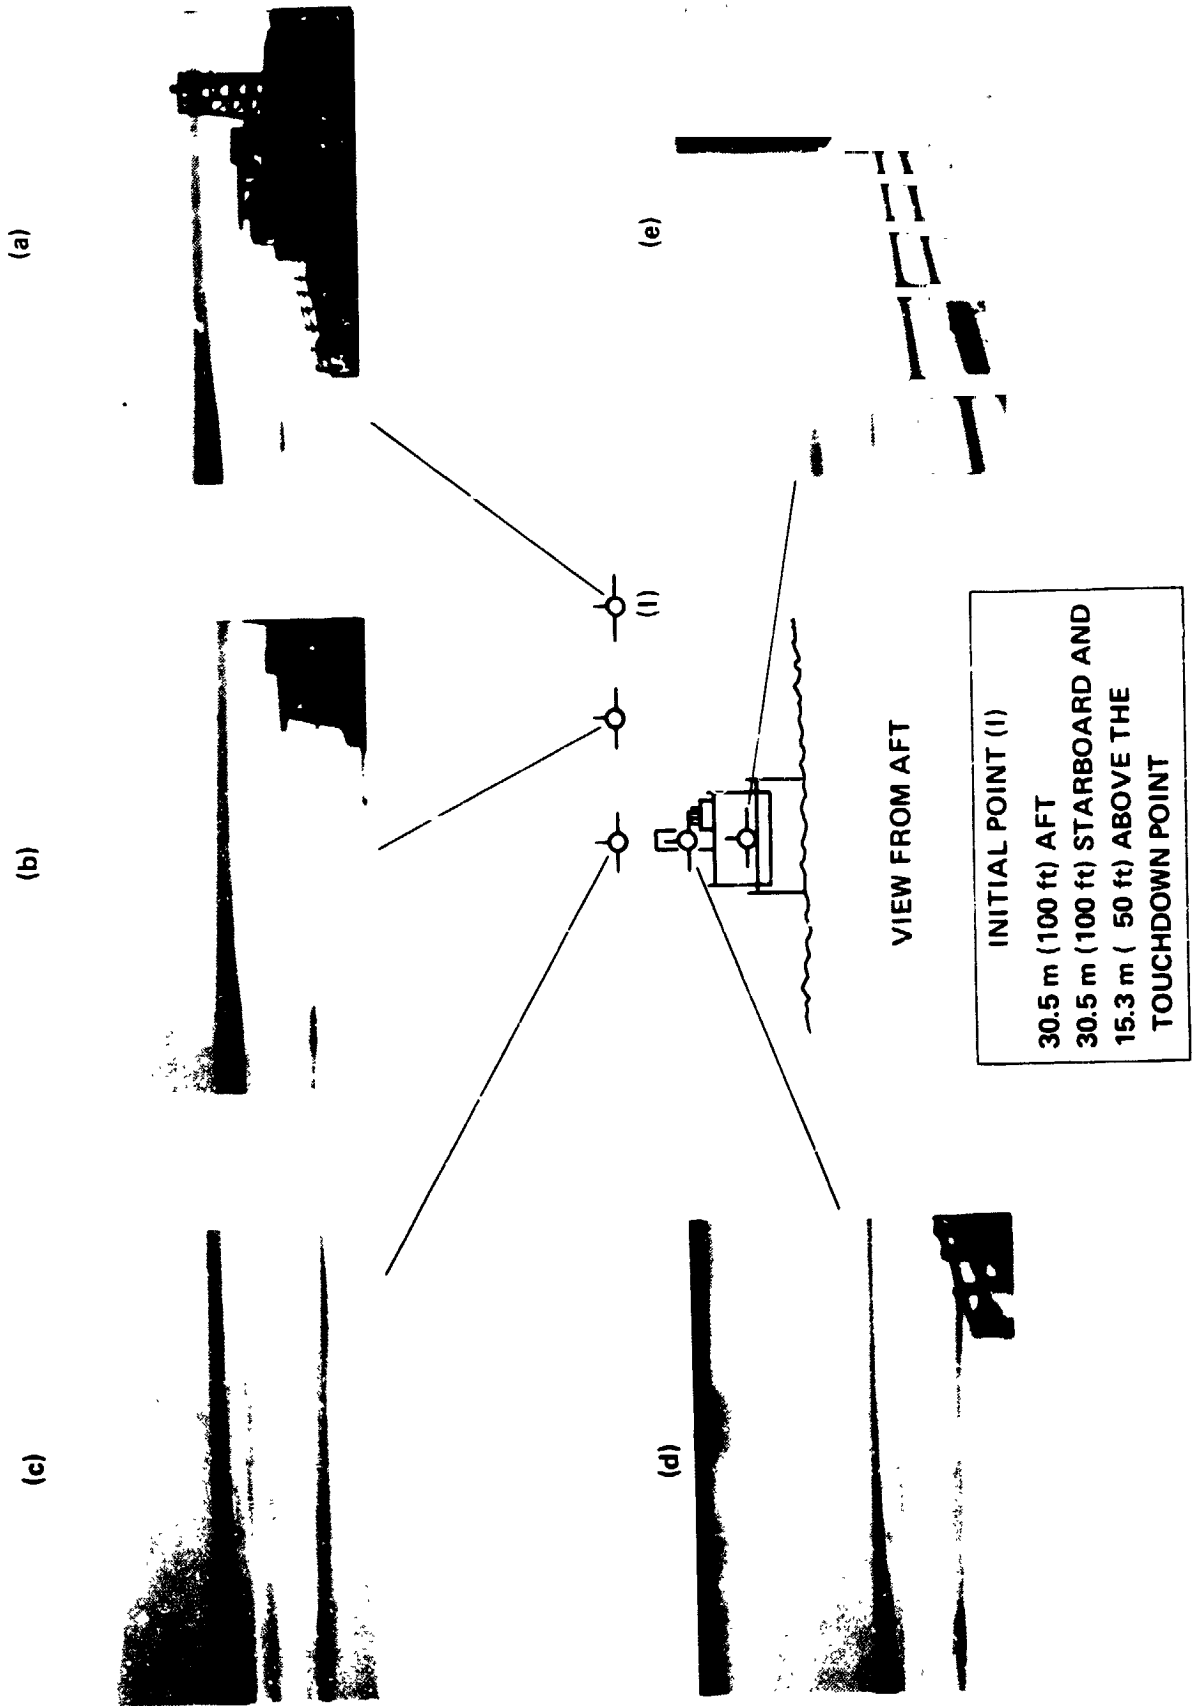 (c)
(b)
(a)
(d)
(e)
(I)
VIEW FROM AFT
INITIAL POINT (I)
30.5 m (100 ft) AFT
30.5 m (100 ft) STARBOARD AND
15.3 m ( 50 ft) ABOVE THE
TOUCHDOWN POINT